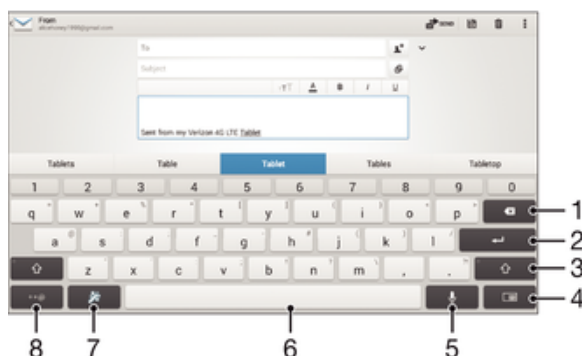 From
SEND
To
Subject
A B I U
Sent from my Verizon 4G LTE Tablet
Tablets Table Tablet Tables Tabletop
1 2 3 4 5 6 7 8 9 0
q w e r t y u i o p 1
a s d f g h j k l 2
z x c v b n m , . 3
4
8 7 6 5